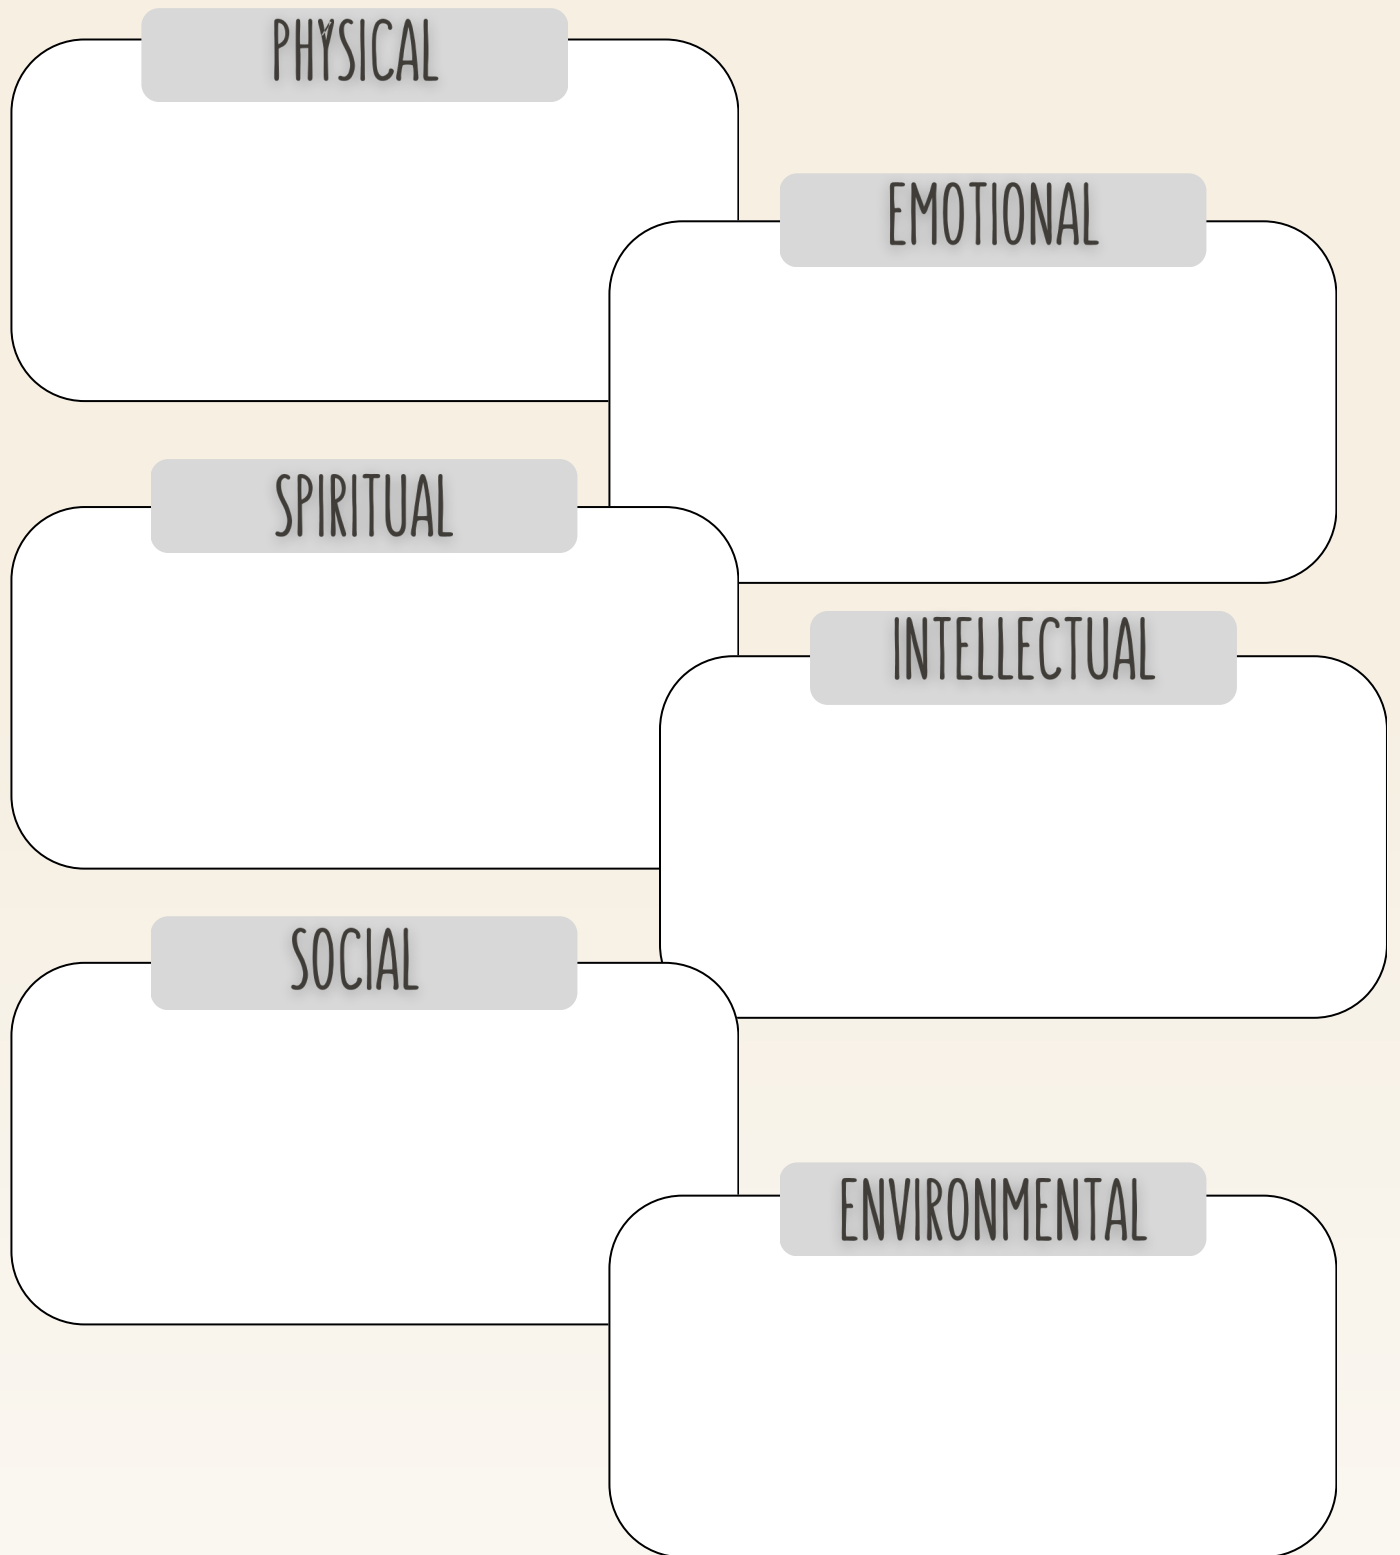 PHYSICAL
EMOTIONAL
SPIRITUAL
INTELLECTUAL
SOCIAL
ENVIRONMENTAL